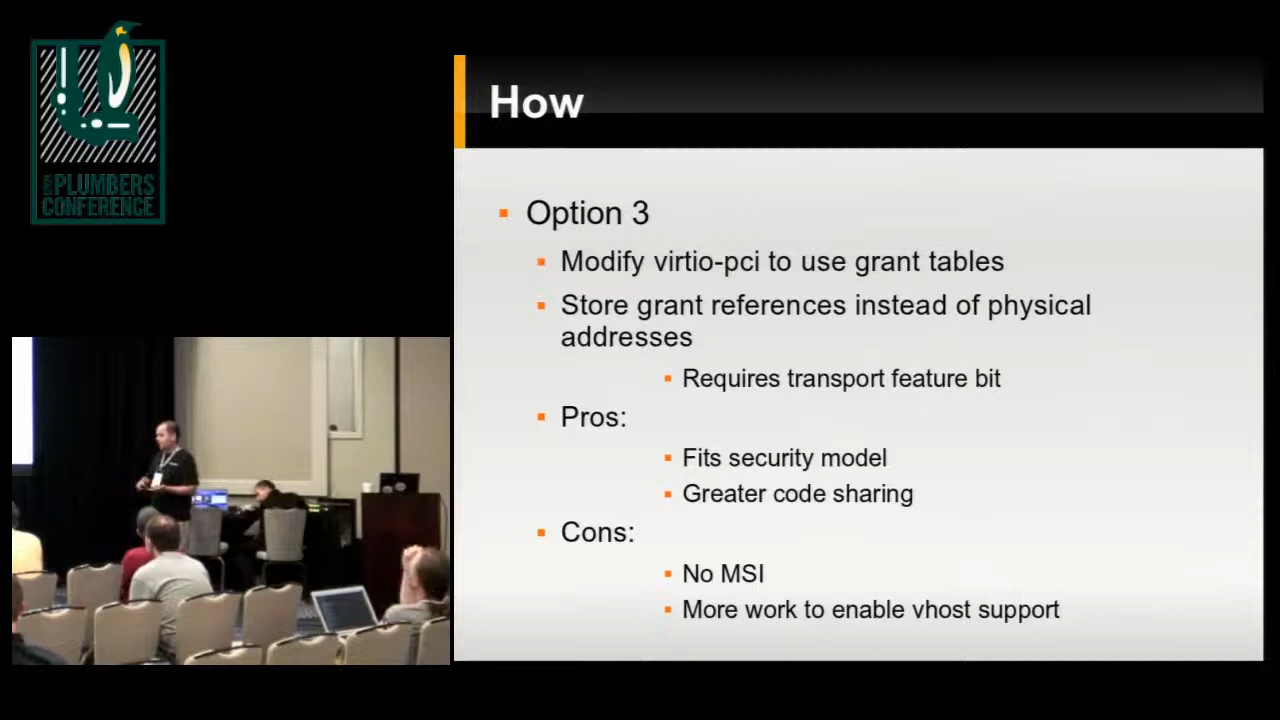 LINUX PLUMBERS
CONFERENCE
How
Option 3
Modify virtio-pci to use grant tables
Store grant references instead of physical
addresses
Requires transport feature bit
Pros:
Fits security model
Greater code sharing
Cons:
No MSI
More work to enable vhost support